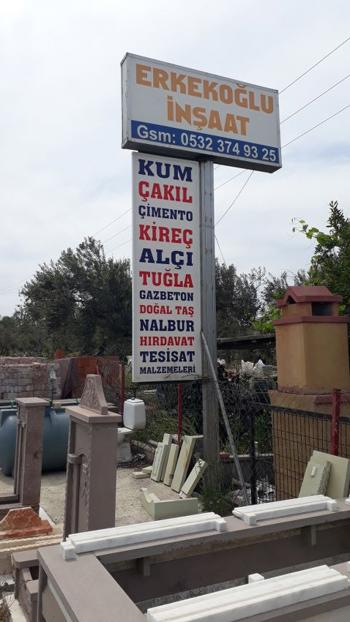 ERKEKOĞLU
İNŞAAT
Gsm: 0532 374 93 25
KUM
ÇAKIL
ÇİMENTO
KİREÇ
ALÇI
TUĞLA
GAZBETON
DOĞAL TAŞ
NALBUR
HIRDAVAT
TESİSAT
MALZEMELERİ